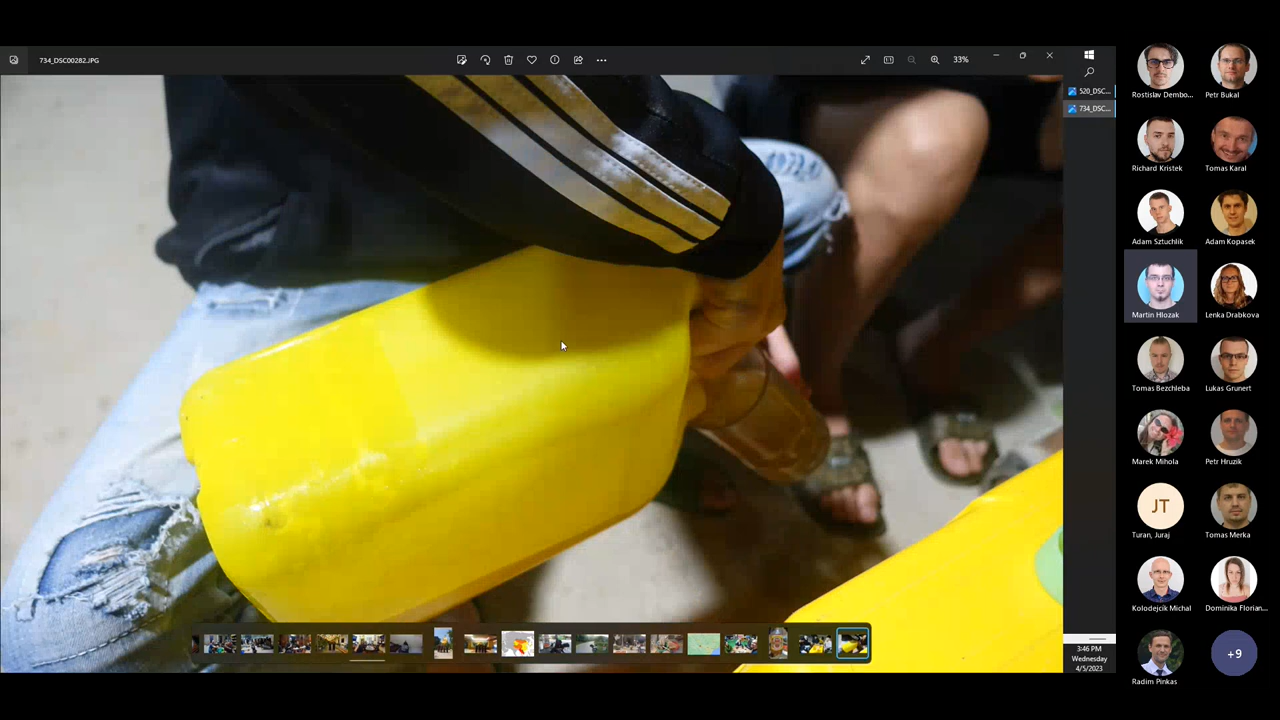 734_DSC00282.JPG
33%
520_DSC...
734_DSC...
3:46 PM
Wednesday
4/5/2023
Rostislav Dembo...
Petr Bukal
Richard Kristek
Tomas Karal
Adam Sztuchlik
Adam Kopasek
Martin Hlozak
Lenka Drabkova
Tomas Bezchleba
Lukas Grunert
Marek Mihola
Petr Hruzik
JT
Turan, Juraj
Tomas Merka
Kolodejcik Michal
Dominika Florian...
Radim Pinkas
+9